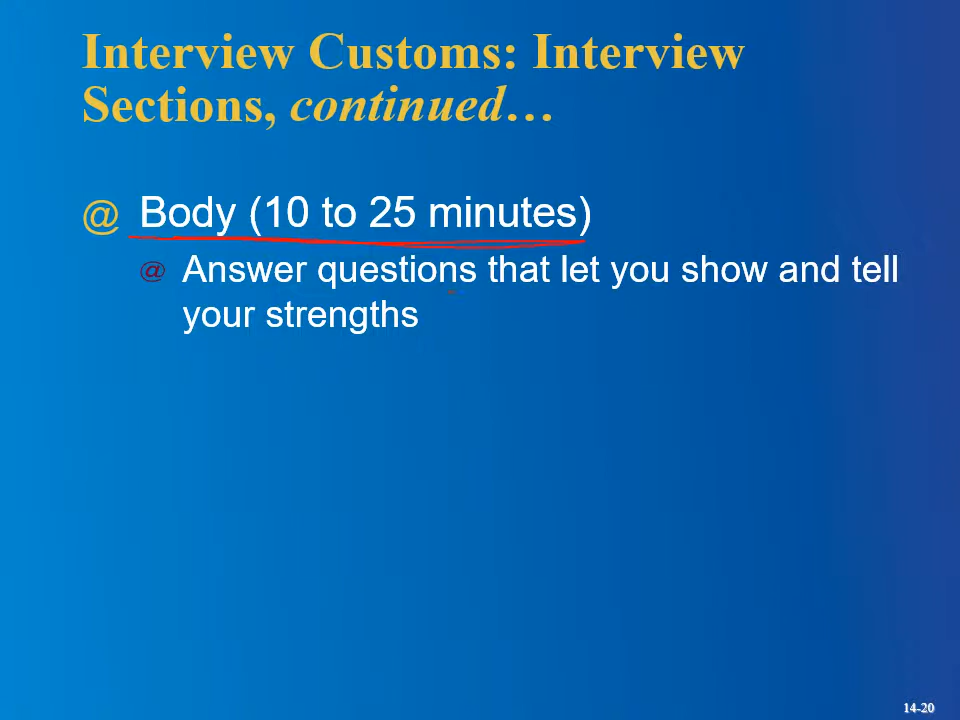 Interview Customs: Interview
Sections, continued…
@ Body (10 to 25 minutes)
@ Answer questions that let you show and tell
your strengths
14-20